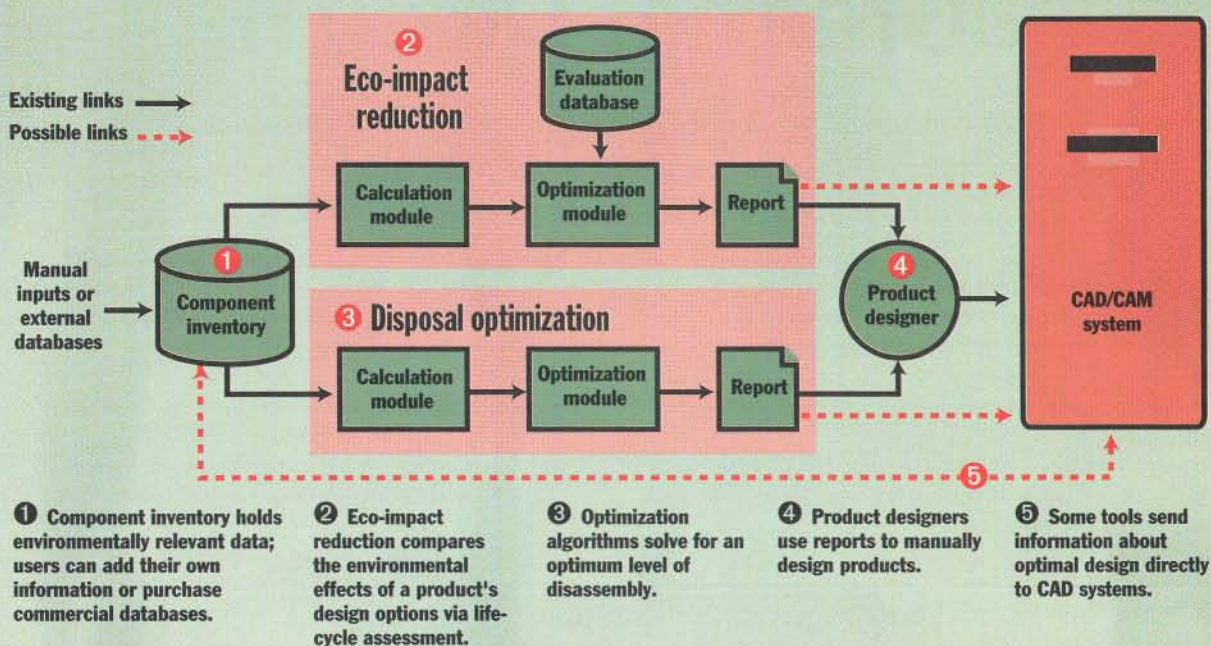 Existing links
Possible links
2
Eco-impact
reduction
Evaluation
database
Calculation
module
Optimization
module
Report
Manual
inputs or
external
databases
1
Component
inventory
3 Disposal optimization
Calculation
module
Optimization
module
Report
4
Product
designer
CAD/CAM
system
5
1 Component inventory holds
environmentally relevant data;
users can add their own
information or purchase
commercial databases.
2 Eco-impact
reduction compares
the environmental
effects of a product's
design options via life-
cycle assessment.
3 Optimization
algorithms solve for an
optimum level of
disassembly.
4 Product designers
use reports to manually
design products.
5 Some tools send
information about
optimal design directly
to CAD systems.